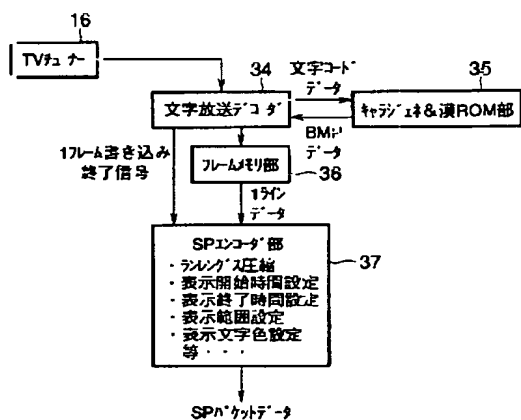 16
TVチュナー
34
文字コード
データ
35
文字放送デコーダ
キャラジェネ&漢ROM部
BMP
データ
1フレーム書き込み
終了信号
フレームメモリ部
36
1ライン
データ
SPエンコーダ部
37
・ランレングス圧縮
・表示開始時間設定
・表示終了時間設定
・表示範囲設定
・表示文字色設定
等・・・
SPパケットデータ